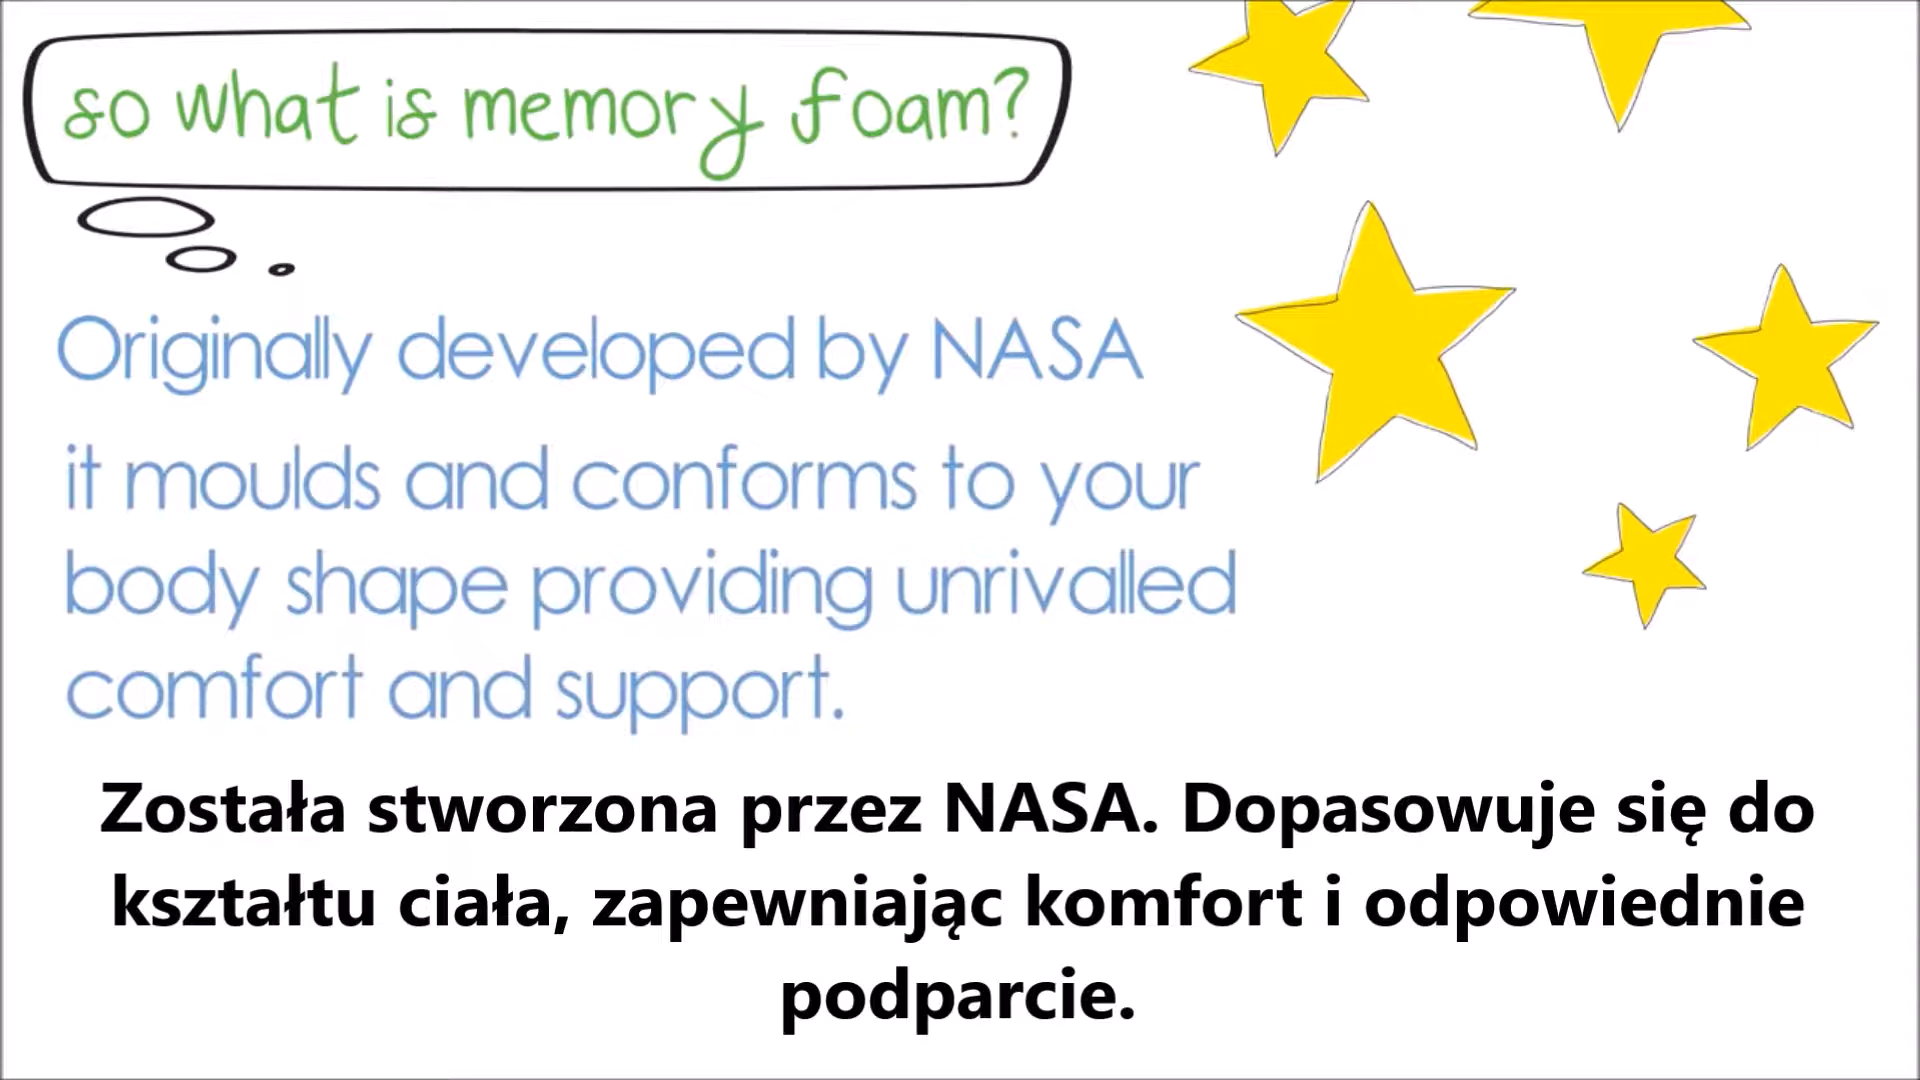 so what is memory foam?
Originally developed by NASA
it moulds and conforms to your
body shape providing unrivalled
comfort and support.
Została stworzona przez NASA. Dopasowuje się do
kształtu ciała, zapewniając komfort i odpowiednie
podparcie.